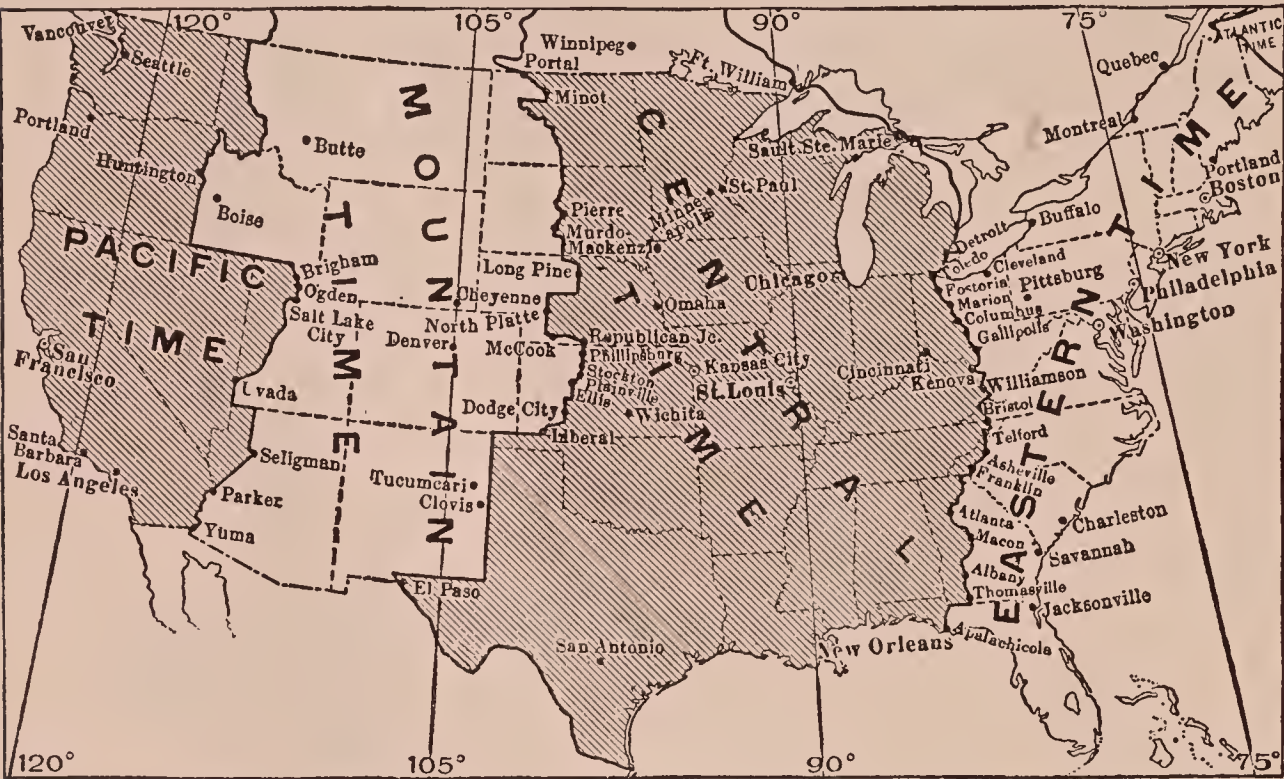 120°
105°
90°
75°
Vancouver
Seattle
Portland
Huntington
Boise
Butte
PACIFIC
TIME
Brigham
Ogden
Salt Lake
City
San
Francisco
Uvada
Santa
Barbara
Los Angeles
Seligman
Parker
Yuma
MOUNTAIN
TIME
Cheyenne
North Platte
Denver
McCook
Long Pine
Dodge City
Tucumcari
Clovis
El Paso
Winnipeg
Portal
Minot
Ft. William
Sault Ste. Marie
St. Paul
Minne-
apolis
Pierre
Murdo-
Mackenzie
CENTRAL
TIME
Chicago
Omaha
Republican Jc.
Phillipsburg
Stockton
Plainville
Ellis
Kansas City
St. Louis
Wichita
Liberal
Cincinnati
Kenova
San Antonio
New Orleans
ATLANTIC
TIME
Quebec
Montreal
Portland
Boston
Buffalo
Detroit
Toledo
Cleveland
Fostoria
Marion
Pittsburg
Columbus
Gallipolis
New York
Philadelphia
Washington
EASTERN
TIME
Williamson
Bristol
Telford
Asheville
Franklin
Atlanta
Macon
Albany
Thomasville
Apalachicola
Charleston
Savannah
Jacksonville
120°
105°
90°
75°